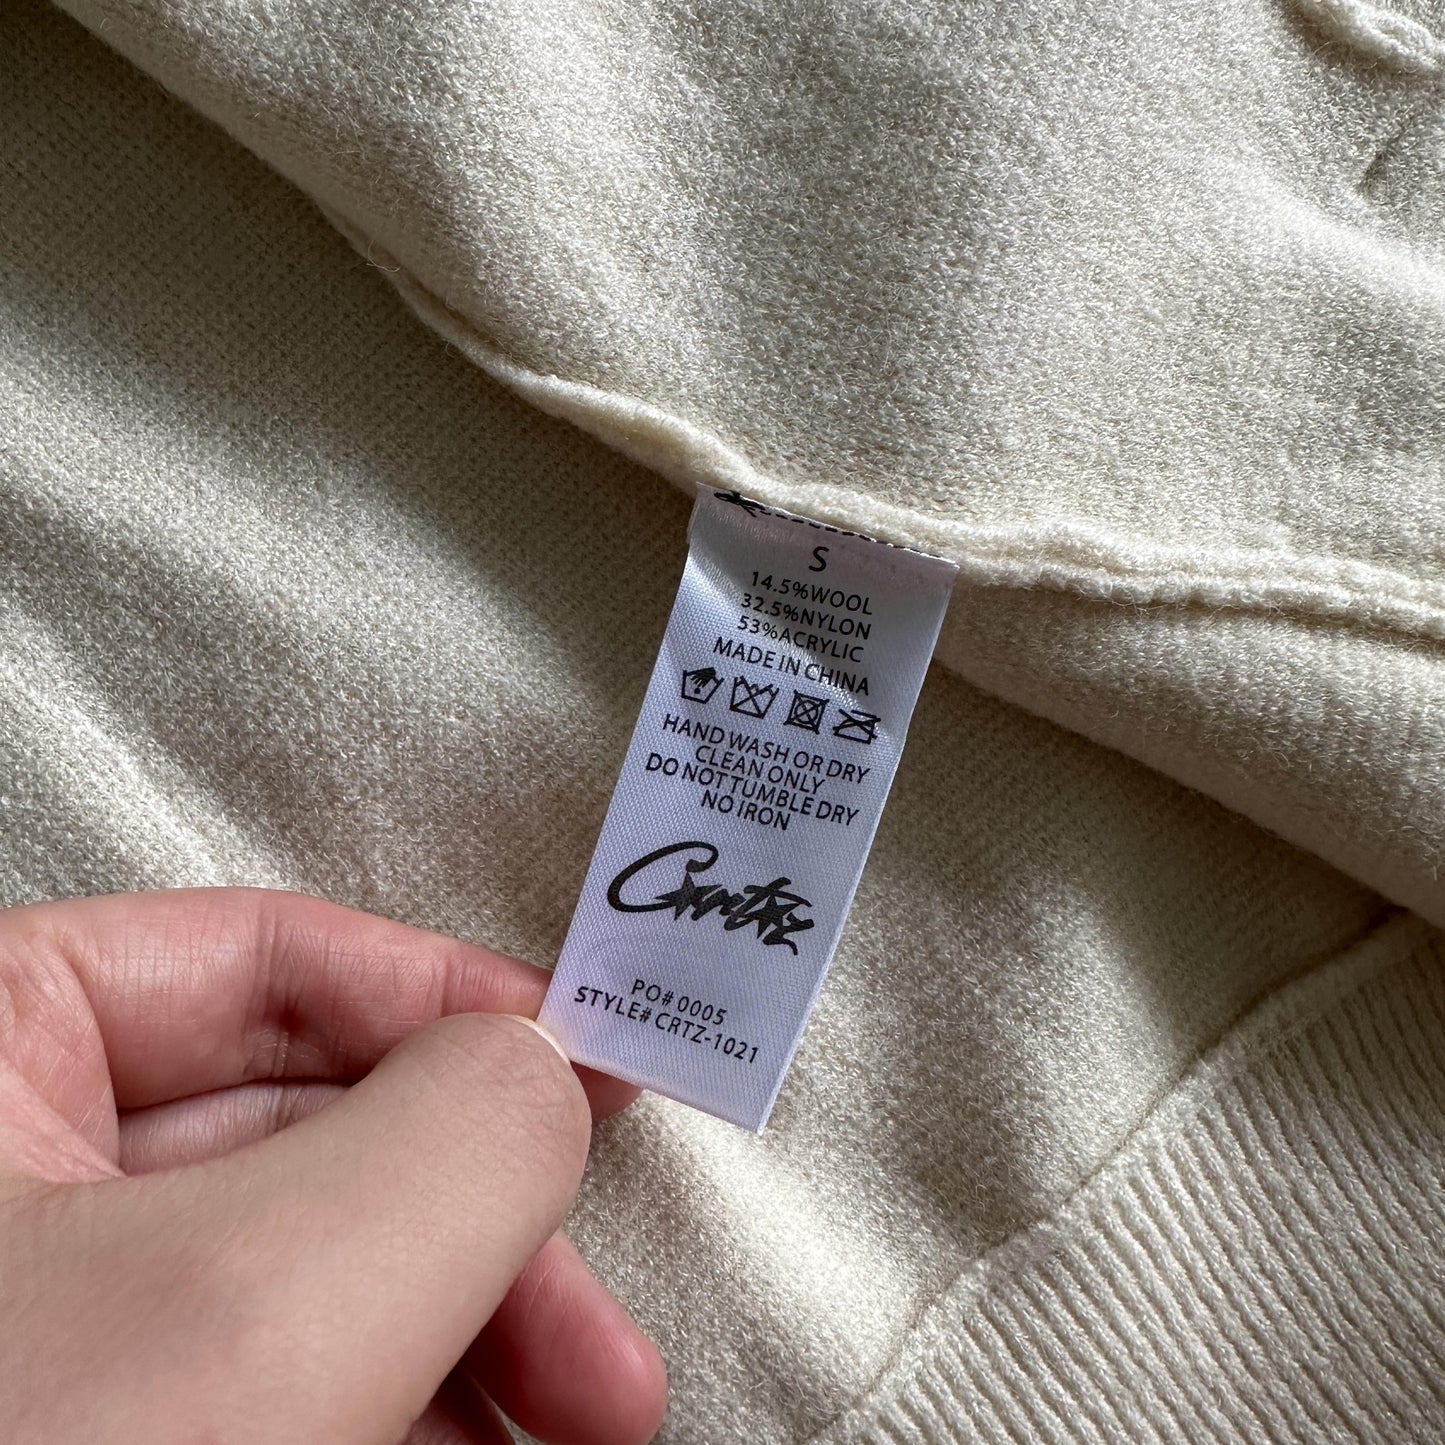 S
14.5%WOOL
32.5%NYLON
53%ACRYLIC
MADE IN CHINA
HAND WASH OR DRY
CLEAN ONLY
DO NOT TUMBLE DRY
NO IRON
Corteiz
PO# 0005
STYLE# CRTZ-1021